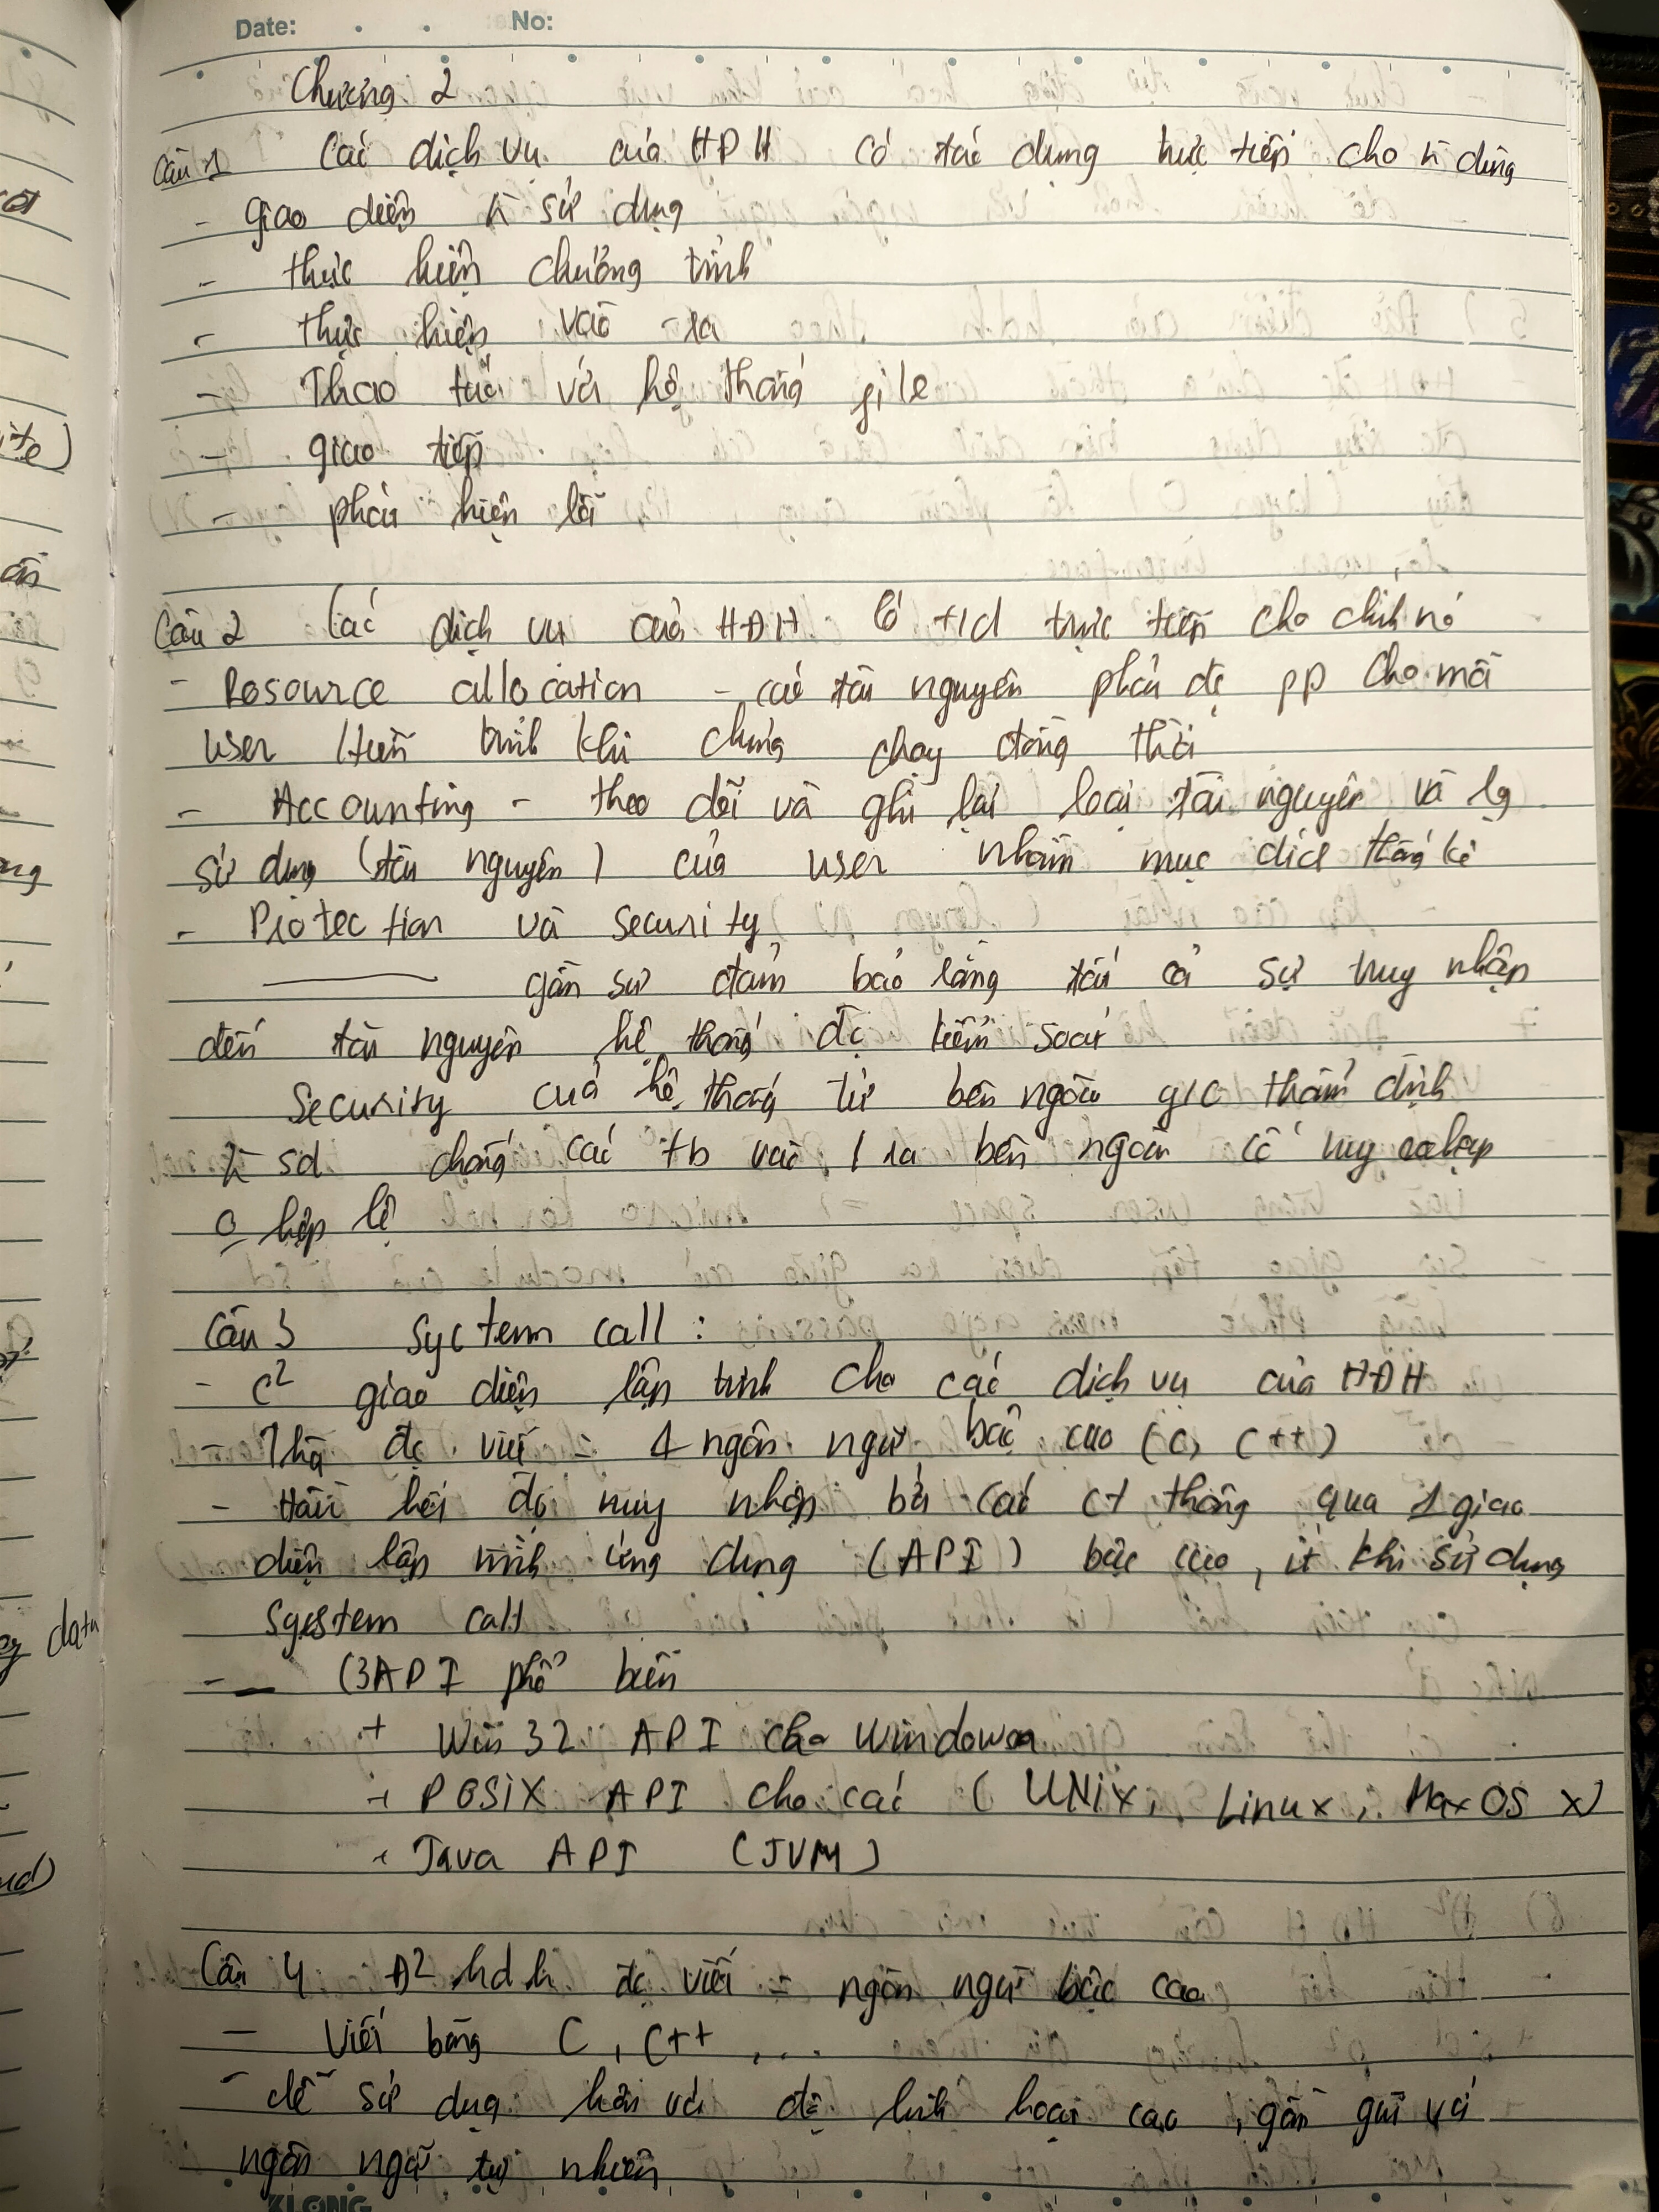 Date: No:
Chương 2
Câu 1 Các dịch vụ của HĐH có tác dụng trực tiếp cho dùng
- giao diện sử dụng
- thực hiện chương trình
- thực hiện vào - ra
- Thao tác với hệ thống file
- giao tiếp
- phát hiện lỗi
Câu 2 Các dịch vụ của HĐH có t/d trực tiếp cho chính nó
- Resource allocation - các tài nguyên phải đc pp cho mỗi
user / tiến trình khi chúng chạy đồng thời
- Accounting - theo dõi và ghi lại loại tài nguyên và lg
sử dụng (tài nguyên) của user nhằm mục đích thống kê
- Protection và security
sự đảm bảo rằng tất cả sự truy nhập
đến tài nguyên hệ thống đc kiểm soát
Security của hệ thống từ bên ngoài y/c thẩm định
sd chống các tb vào / ra bên ngoài cố truy nhập
hợp lệ
Câu 3 System call :
- C² giao diện lập trình cho các dịch vụ của HĐH
- Thg đc viết = 1 ngôn ngữ bậc cao (C, C++)
- Hầu hết đc truy nhập bởi các ct thông qua 1 giao
diện lập trình ứng dụng (API) bậc cao, ít khi sử dụng
system call
- (3API phổ biến
+ Win 32 API cho Windows
+ POSIX API cho các (UNIX, Linux, Max OS X)
+ Java API (JVM)
Câu 4 Đ² hđh đc viết = ngôn ngữ bậc cao
- Viết bằng C, C++, ...
- dễ sử dụng hơn với độ linh hoạt cao, gần gũi với
ngôn ngữ tự nhiên
KLONG
data